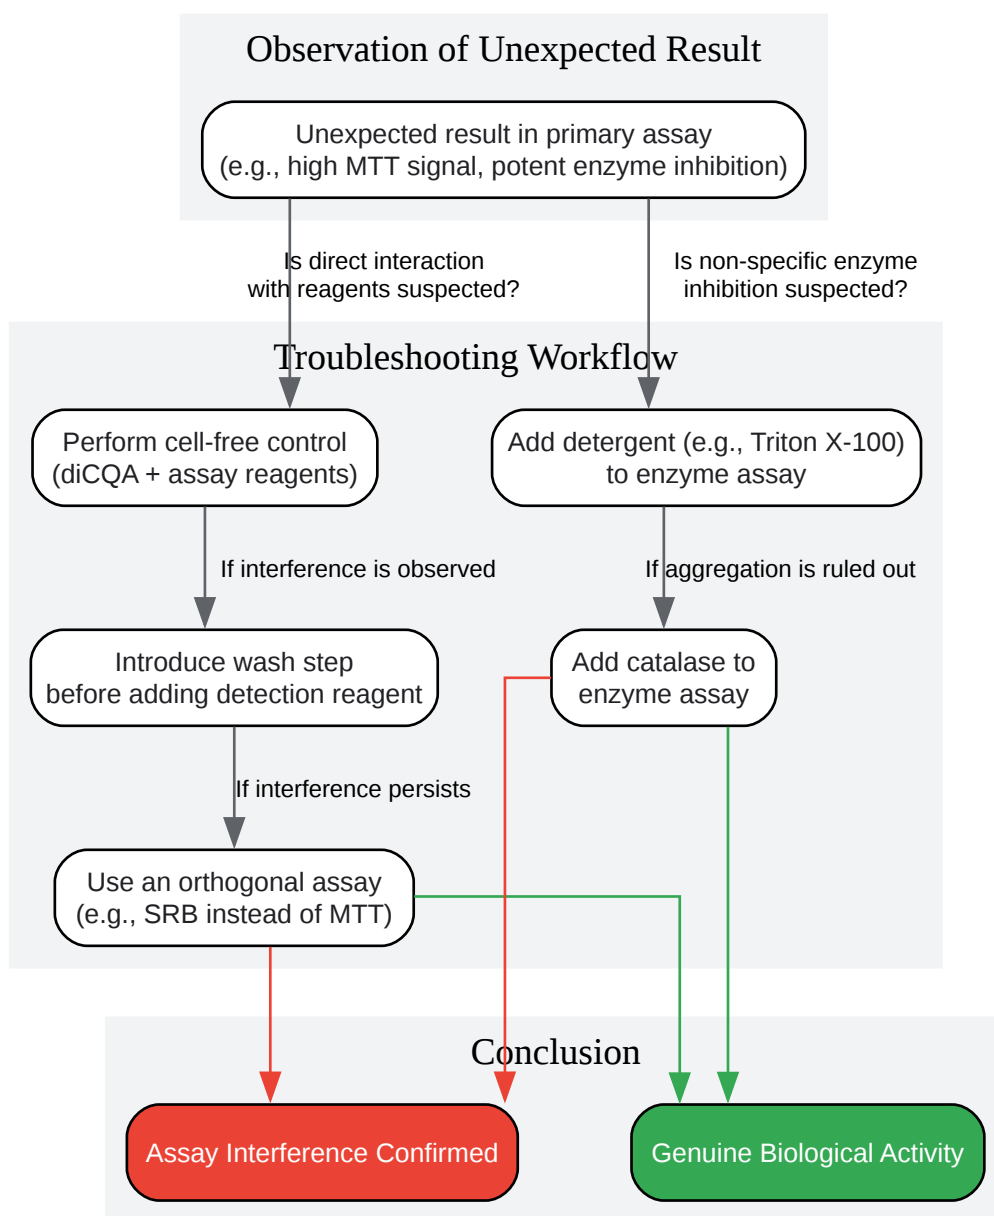 Observation of Unexpected Result
Unexpected result in primary assay
(e.g., high MTT signal, potent enzyme inhibition)
Is direct interaction
with reagents suspected?
Is non-specific enzyme
inhibition suspected?
Troubleshooting Workflow
Perform cell-free control
(diCQA + assay reagents)
Add detergent (e.g., Triton X-100)
to enzyme assay
If interference is observed
If aggregation is ruled out
Introduce wash step
before adding detection reagent
Add catalase to
enzyme assay
If interference persists
Use an orthogonal assay
(e.g., SRB instead of MTT)
Conclusion
Assay Interference Confirmed
Genuine Biological Activity